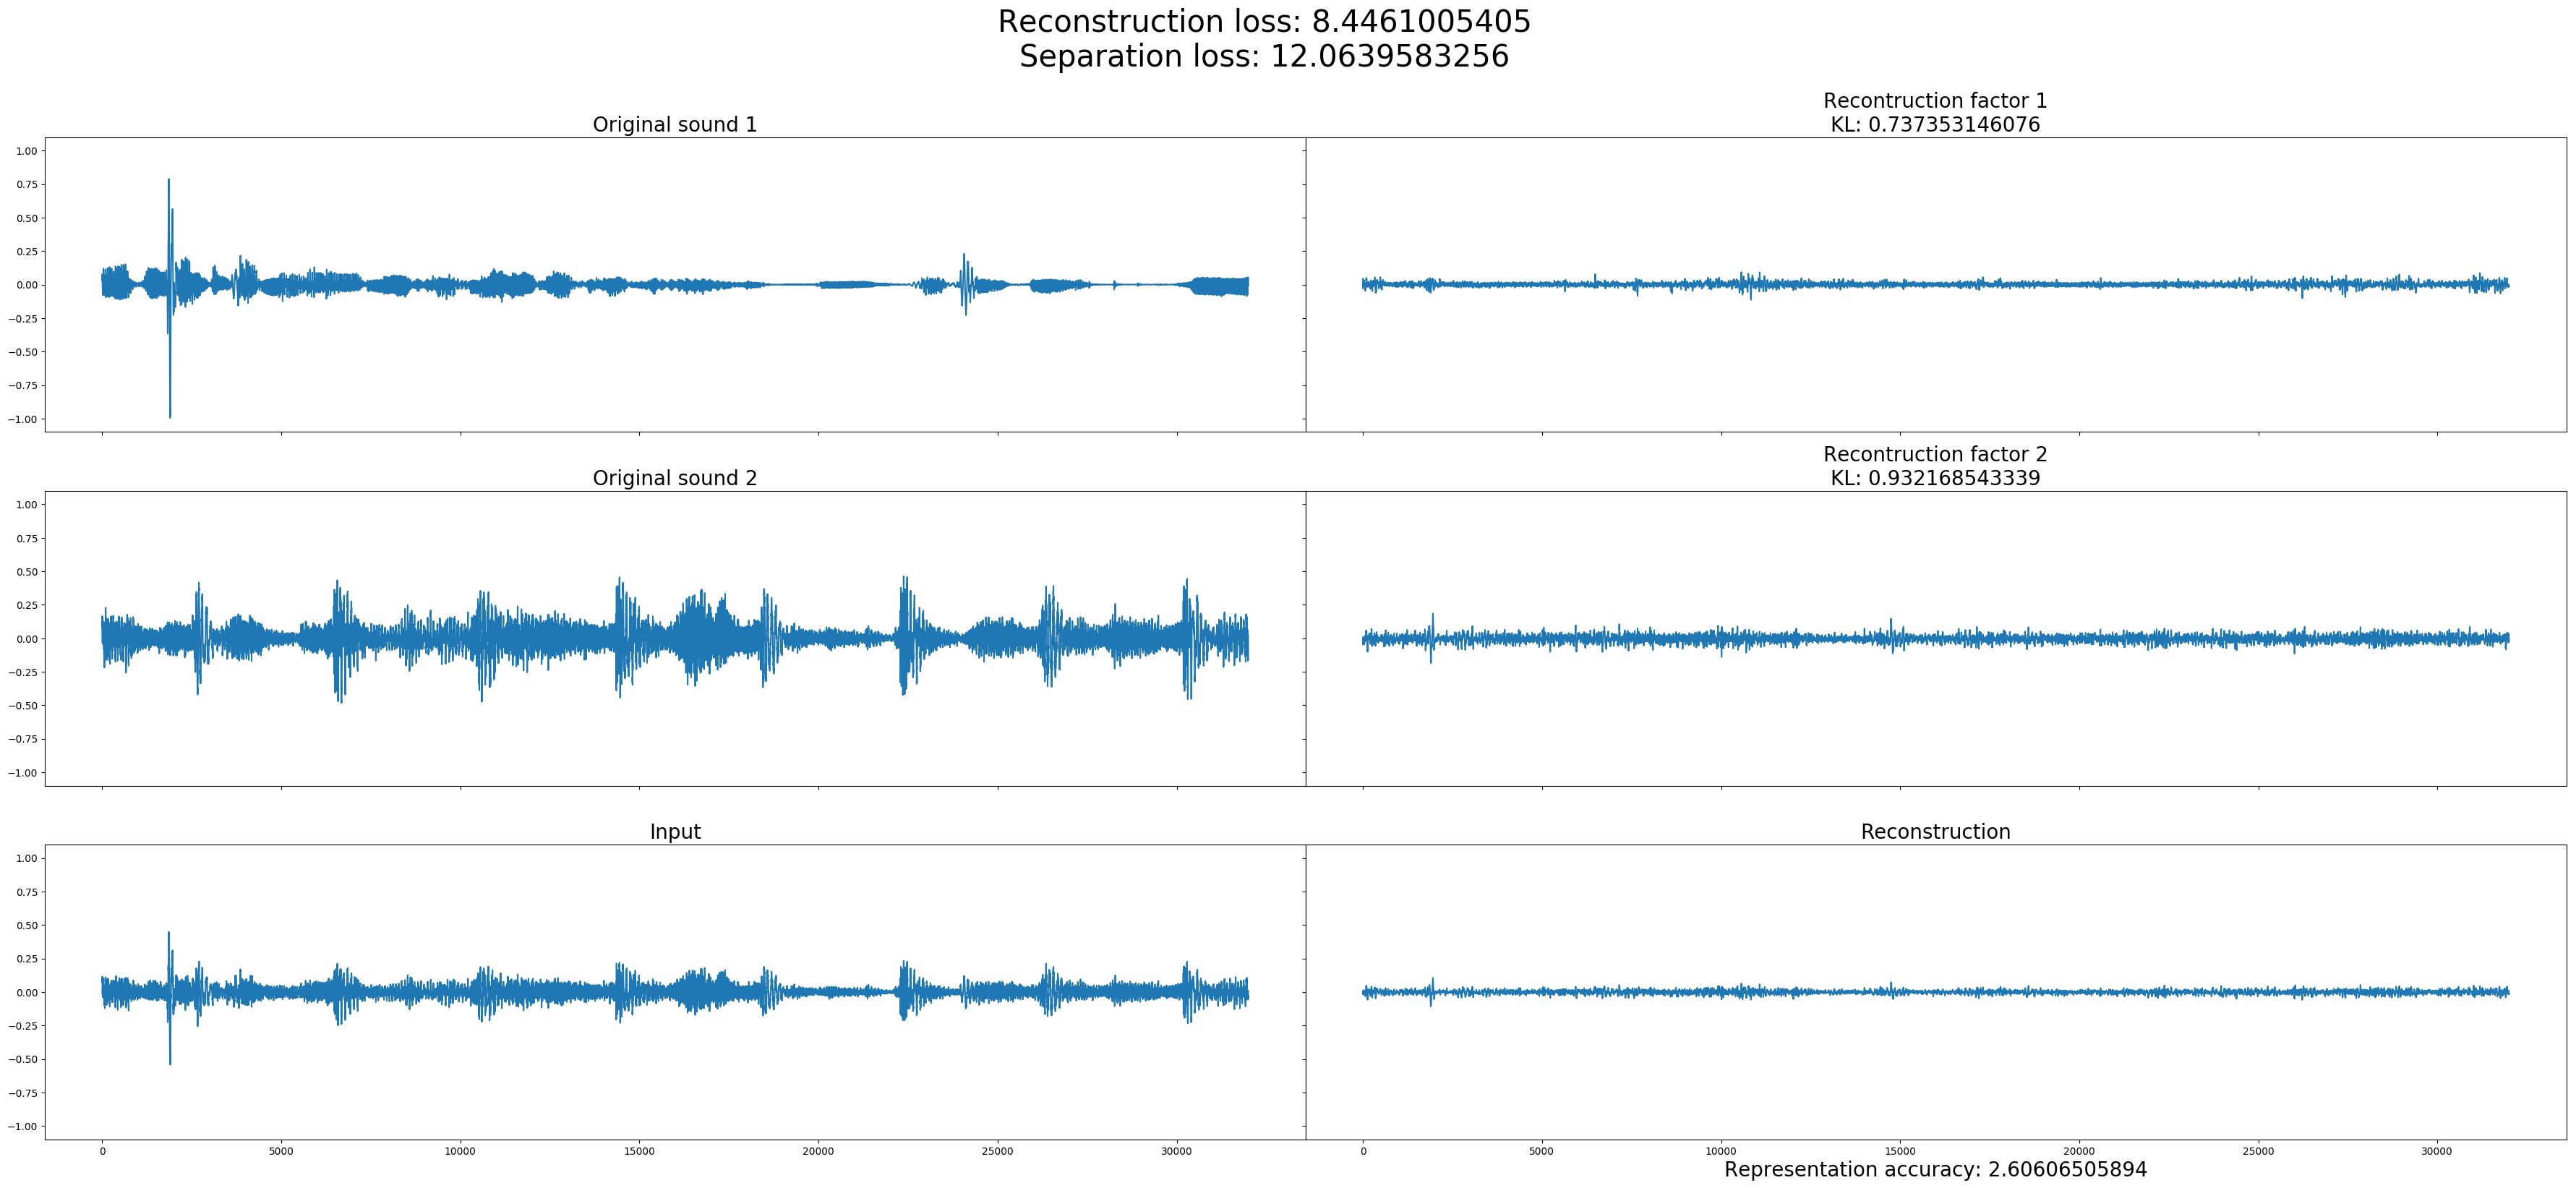 Reconstruction loss: 8.4461005405
Separation loss: 12.0639583256
Original sound 1
Recontruction factor 1
KL: 0.737353146076
1.00
0.75
0.50
0.25
0.00
−0.25
−0.50
−0.75
−1.00
Original sound 2
Recontruction factor 2
KL: 0.932168543339
1.00
0.75
0.50
0.25
0.00
−0.25
−0.50
−0.75
−1.00
Input
Reconstruction
1.00
0.75
0.50
0.25
0.00
−0.25
−0.50
−0.75
−1.00
0 5000 10000 15000 20000 25000 30000
0 5000 10000 15000 20000 25000 30000
Representation accuracy: 2.60606505894